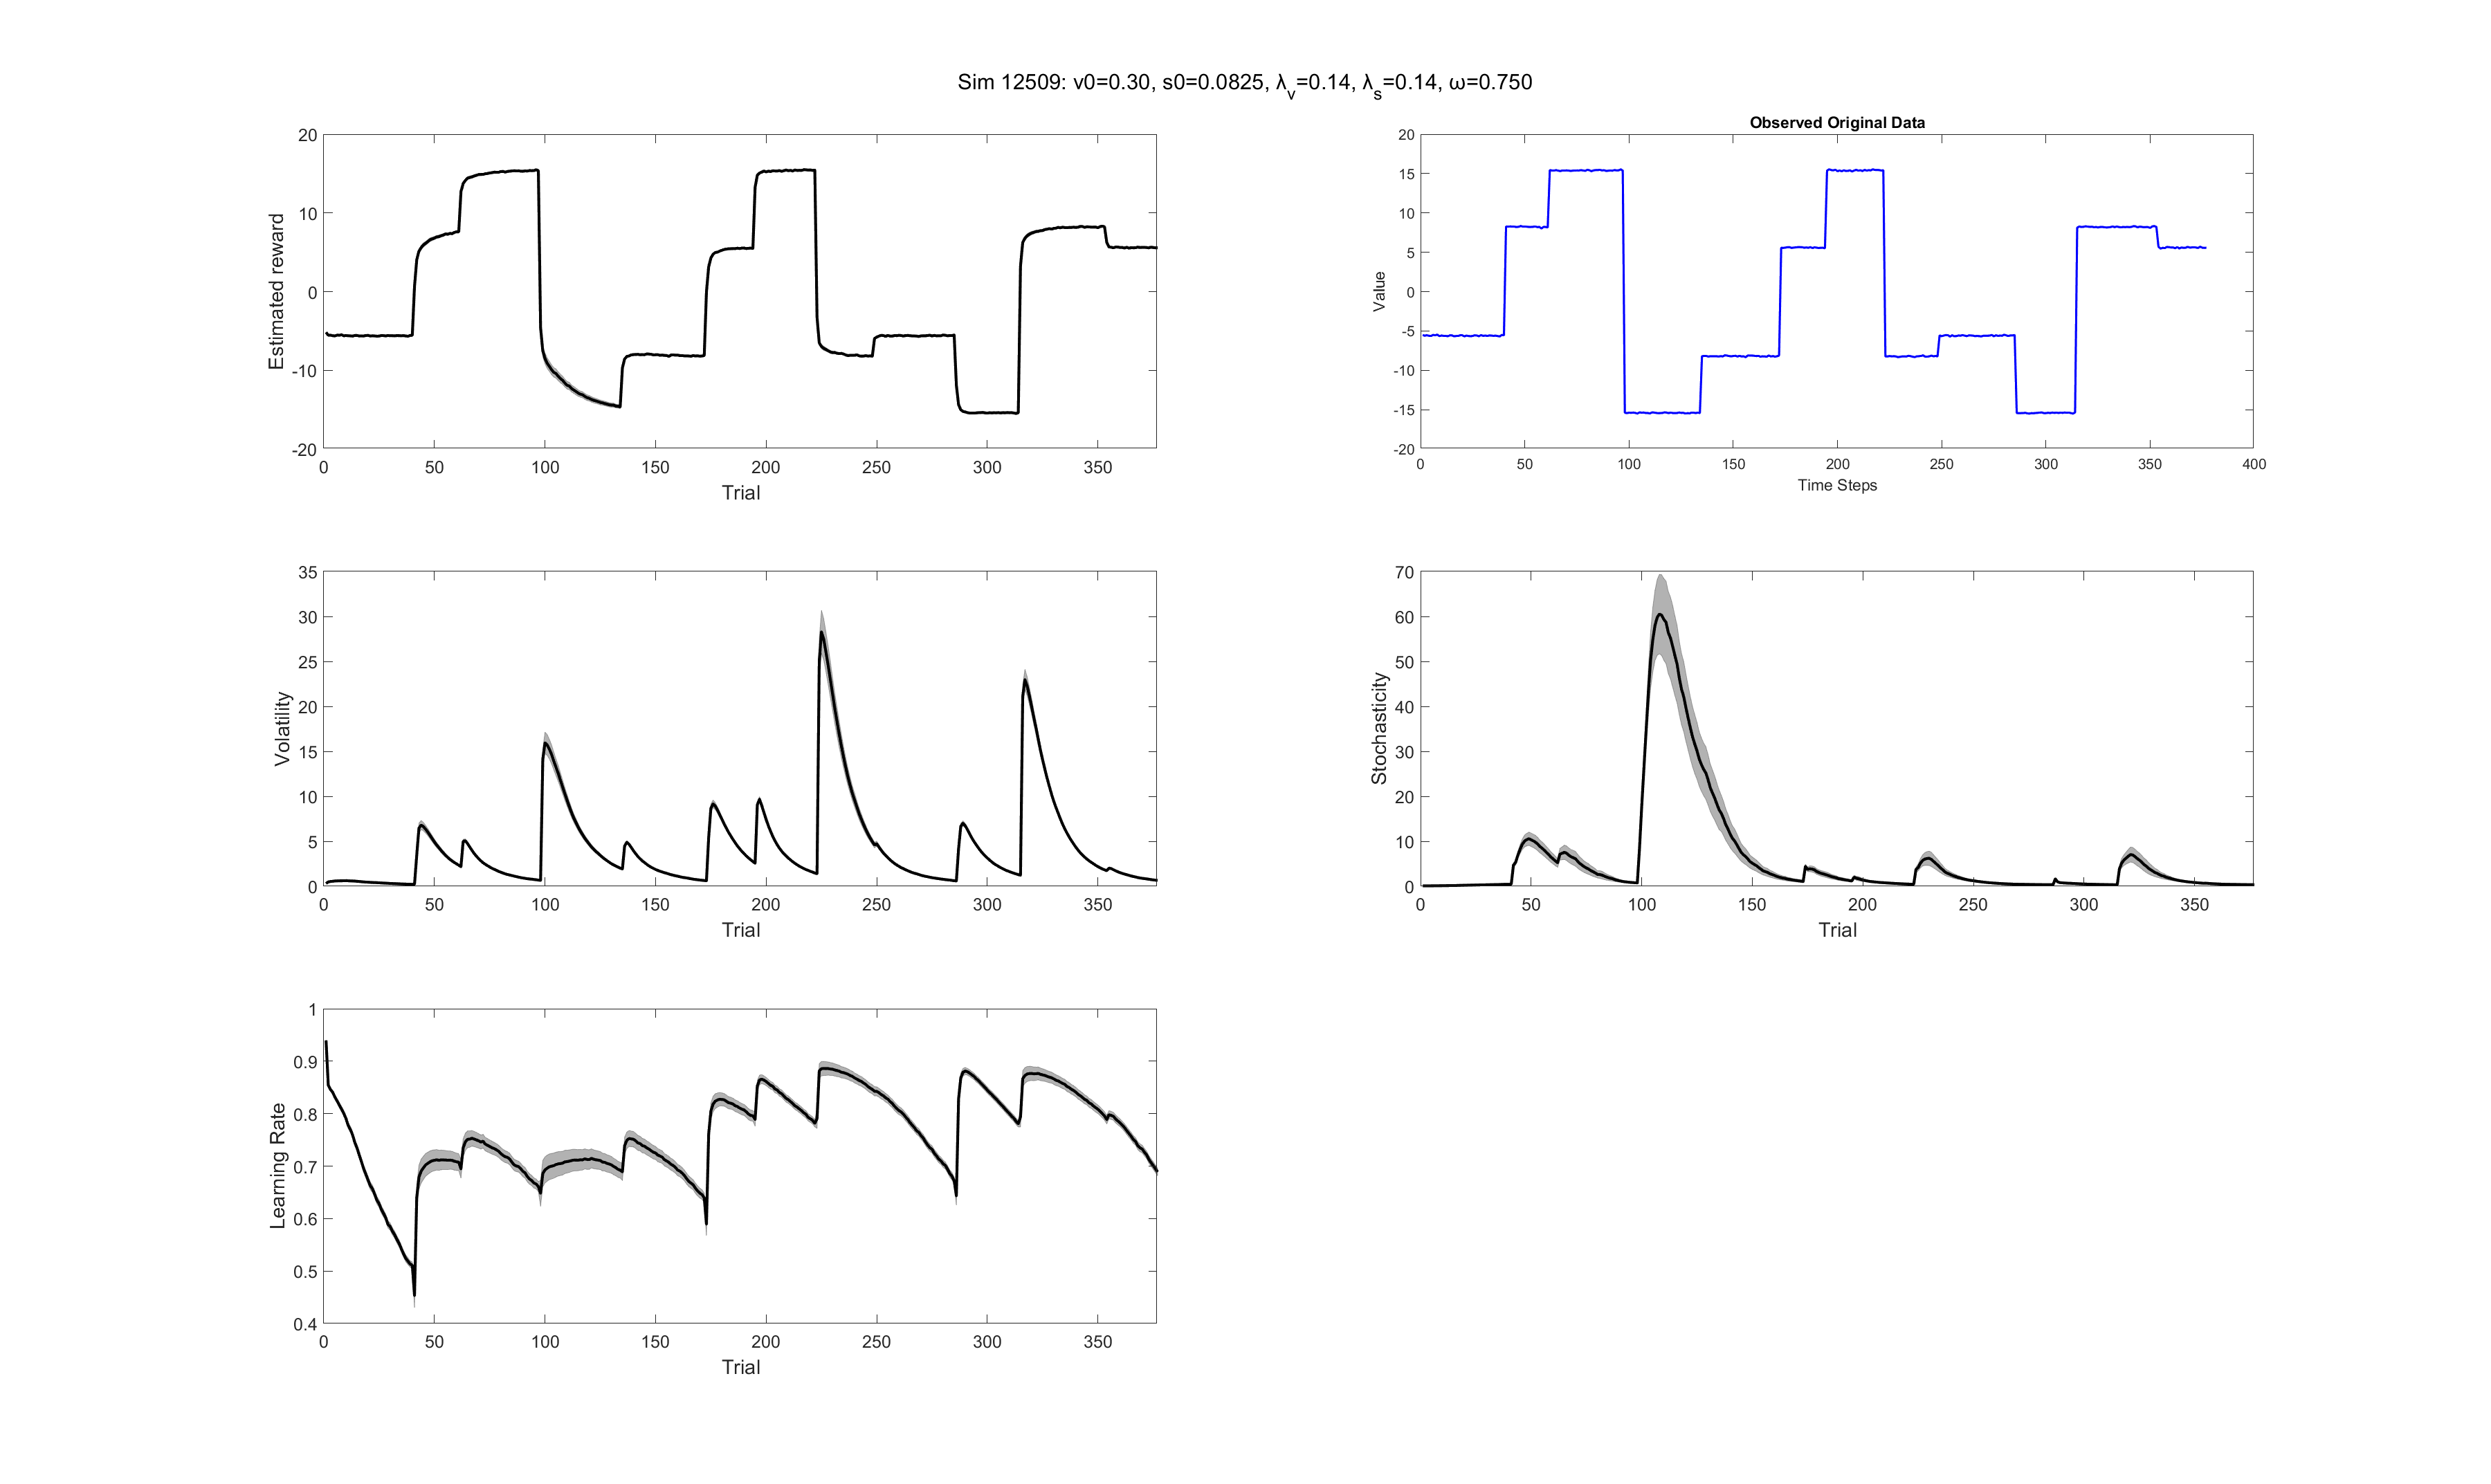 Sim 12509: v0=0.30, s0=0.0825, λv=0.14, λs=0.14, ω=0.750
20
10
0
-10
-20
Estimated reward
0 50 100 150 200 250 300 350
Trial
Observed Original Data
20
15
10
5
0
-5
-10
-15
-20
Value
0 50 100 150 200 250 300 350 400
Time Steps
35
30
25
20
15
10
5
0
Volatility
0 50 100 150 200 250 300 350
Trial
70
60
50
40
30
20
10
0
Stochasticity
0 50 100 150 200 250 300 350
Trial
1
0.9
0.8
0.7
0.6
0.5
0.4
Learning Rate
0 50 100 150 200 250 300 350
Trial